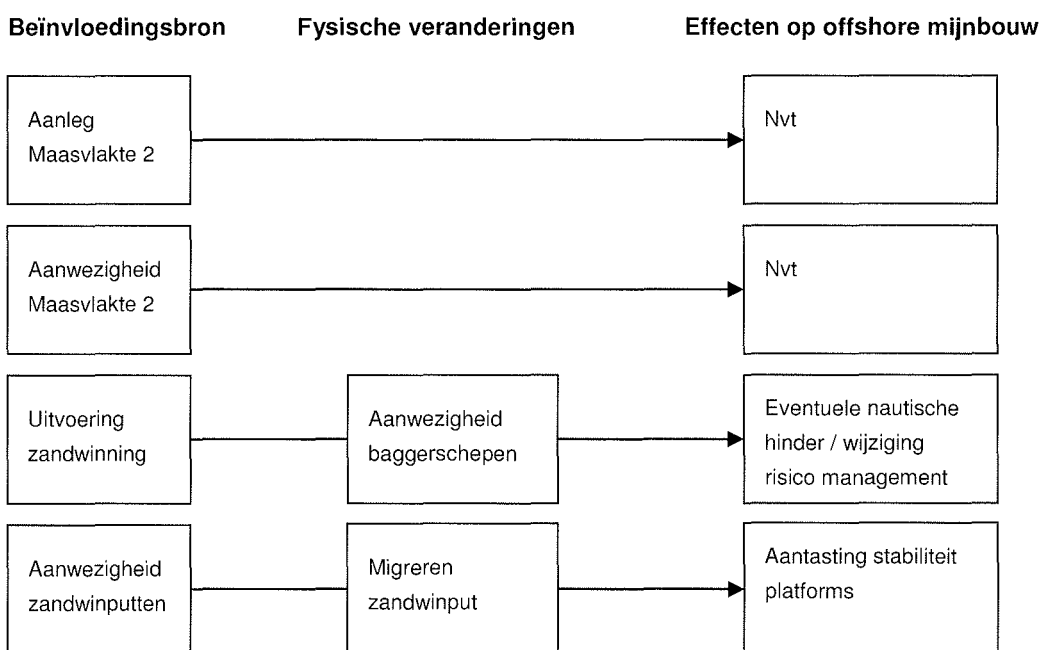 Beïnvloedingsbron Fysische veranderingen Effecten op offshore mijnbouw
Aanleg
Maasvlakte 2
Nvt
Aanwezigheid
Maasvlakte 2
Nvt
Uitvoering
zandwinning
Aanwezigheid
baggerschepen
Eventuele nautische
hinder / wijziging
risico management
Aanwezigheid
zandwinputten
Migreren
zandwinput
Aantasting stabiliteit
platforms